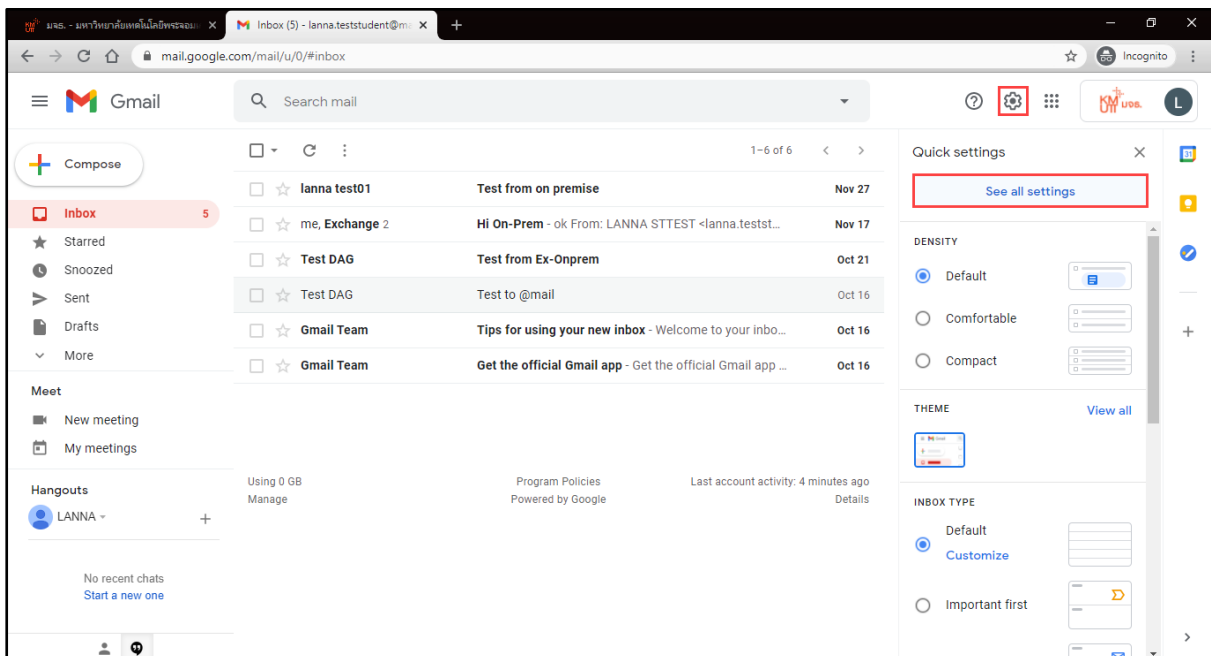 มจธ. - มหาวิทยาลัยเทคโนโลยีพระจอม
Inbox (5) - lanna.teststudent@ma
mail.google.com/mail/u/0/#inbox
Incognito
Gmail
Search mail
KMUTT มจธ.
L
Compose
1–6 of 6
Quick settings
31
See all settings
lanna test01 Test from on premise Nov 27
Inbox 5
me, Exchange 2 Hi On-Prem - ok From: LANNA STTEST <lanna.testst... Nov 17
Starred
DENSITY
Test DAG Test from Ex-Onprem Oct 21
Snoozed
Default
Sent
Test DAG Test to @mail Oct 16
Comfortable
Drafts
Gmail Team Tips for using your new inbox - Welcome to your inbo... Oct 16
More
Gmail Team Get the official Gmail app - Get the official Gmail app ... Oct 16
Compact
Meet
THEME View all
New meeting
My meetings
Using 0 GB
Manage
Program Policies
Powered by Google
Last account activity: 4 minutes ago
Details
Hangouts
INBOX TYPE
LANNA
Default
Customize
No recent chats
Start a new one
Important first